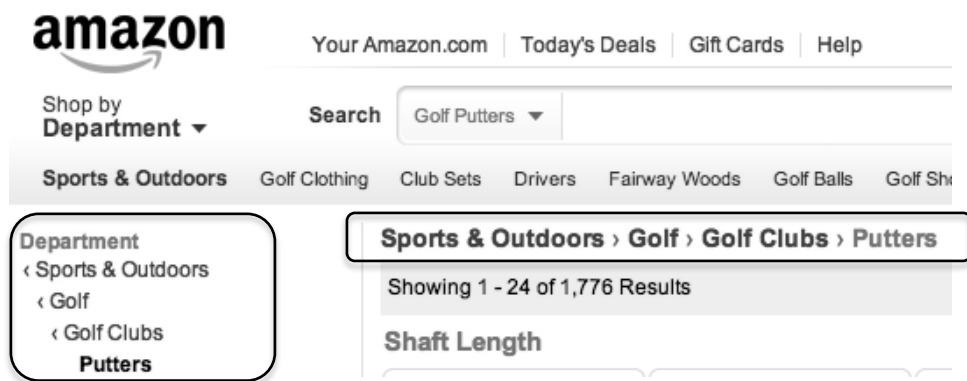 amazon
Your Amazon.com Today's Deals Gift Cards Help
Shop by
Department
Search Golf Putters
Sports & Outdoors Golf Clothing Club Sets Drivers Fairway Woods Golf Balls Golf Sho
Department
‹ Sports & Outdoors
‹ Golf
‹ Golf Clubs
Putters
Sports & Outdoors › Golf › Golf Clubs › Putters
Showing 1 - 24 of 1,776 Results
Shaft Length